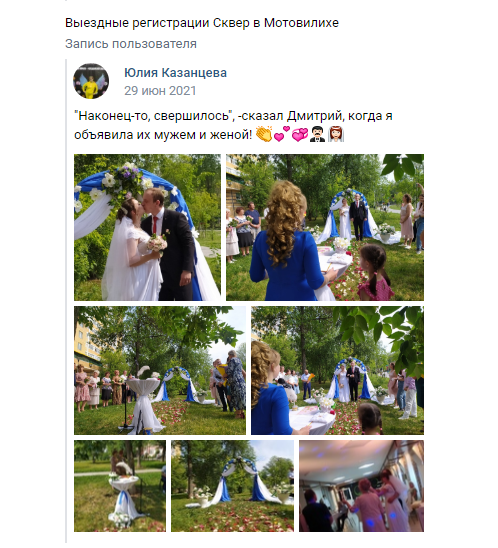 Выездные регистрации Сквер в Мотовилихе
Запись пользователя
Юлия Казанцева
29 июн 2021
"Наконец-то, свершилось", -сказал Дмитрий, когда я
объявила их мужем и женой! 👏💕💞🤵👰